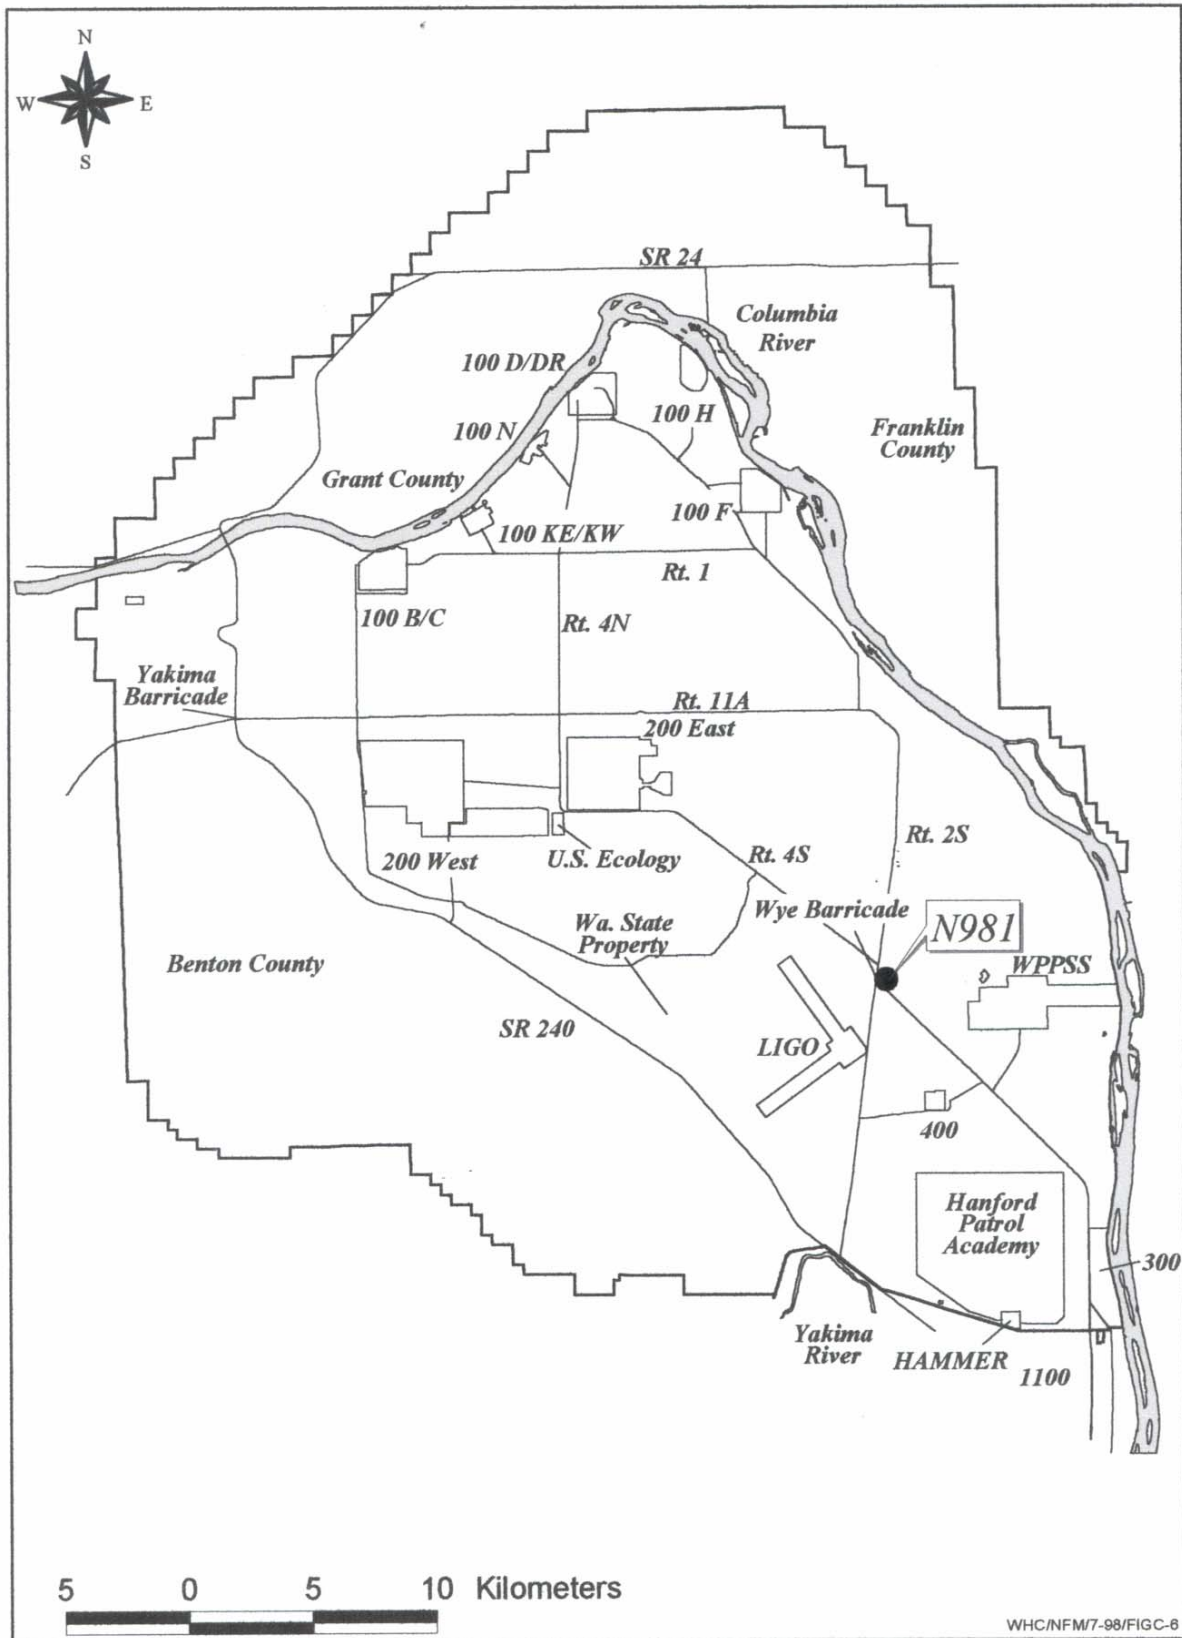 N
W E
S
SR 24
Columbia
River
100 D/DR
100 H
100 N
Franklin
County
Grant County
100 F
100 KE/KW
Rt. 1
100 B/C
Rt. 4N
Yakima
Barricade
Rt. 11A
200 East
Rt. 2S
200 West
U.S. Ecology
Rt. 4S
Wye Barricade
N981
Wa. State
Property
Benton County
WPPSS
SR 240
LIGO
400
Hanford
Patrol
Academy
300
Yakima
River
HAMMER
1100
5 0 5 10 Kilometers
WHC/NFM/7-98/FIGC-6